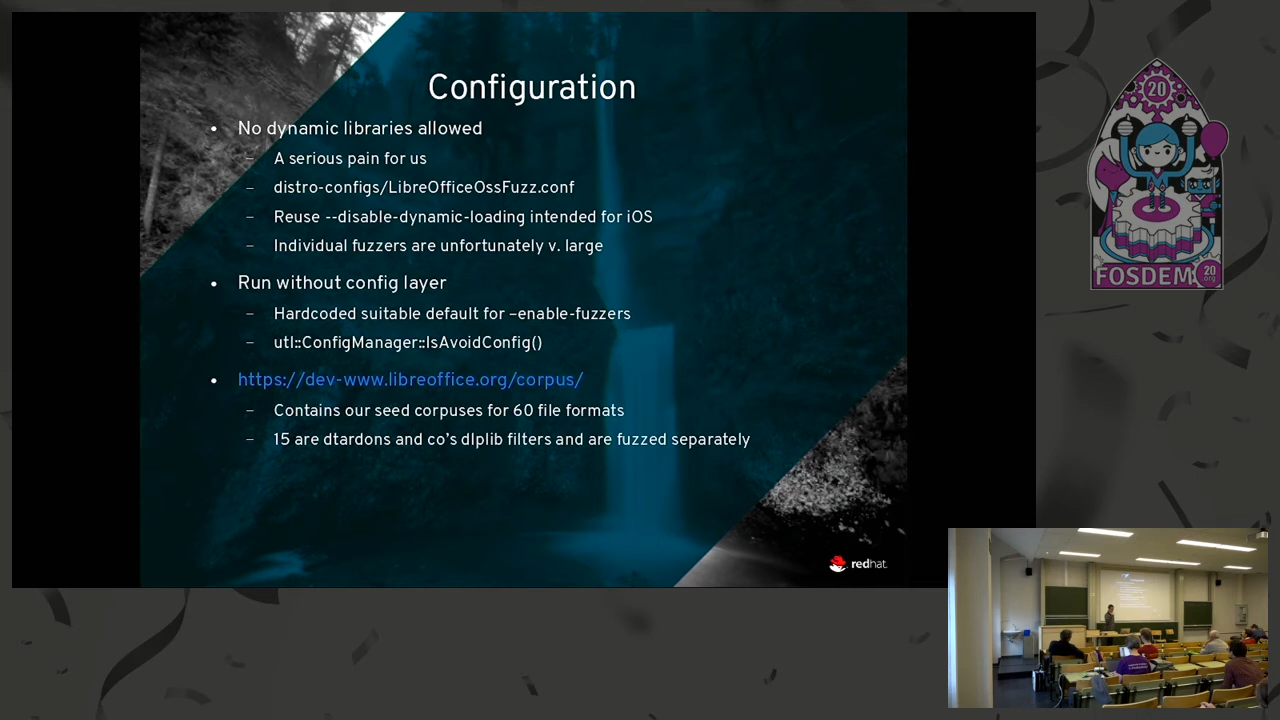 Configuration
• No dynamic libraries allowed
– A serious pain for us
– distro-configs/LibreOfficeOssFuzz.conf
– Reuse --disable-dynamic-loading intended for iOS
– Individual fuzzers are unfortunately v. large
• Run without config layer
– Hardcoded suitable default for –enable-fuzzers
– utl::ConfigManager::IsAvoidConfig()
• https://dev-www.libreoffice.org/corpus/
– Contains our seed corpuses for 60 file formats
– 15 are dtardons and co’s dlplib filters and are fuzzed separately
redhat.
20
FOSDEM
20
.org